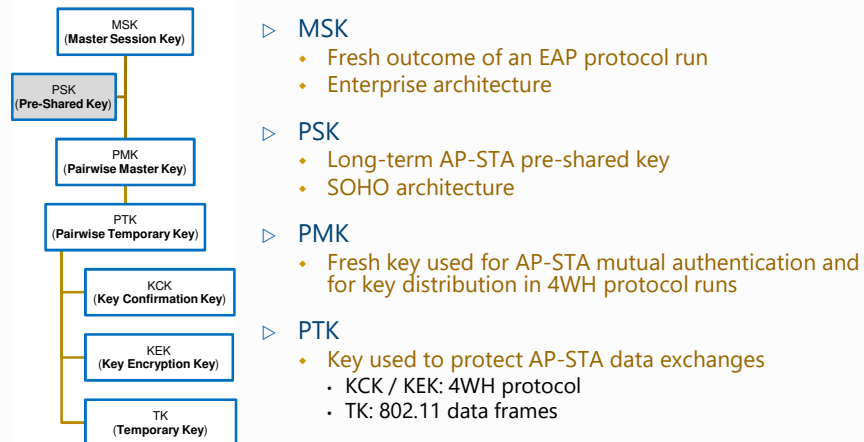 MSK
(Master Session Key)
PSK
(Pre-Shared Key)
PMK
(Pairwise Master Key)
PTK
(Pairwise Temporary Key)
KCK
(Key Confirmation Key)
KEK
(Key Encryption Key)
TK
(Temporary Key)
▷ MSK
• Fresh outcome of an EAP protocol run
• Enterprise architecture
▷ PSK
• Long-term AP-STA pre-shared key
• SOHO architecture
▷ PMK
• Fresh key used for AP-STA mutual authentication and
for key distribution in 4WH protocol runs
▷ PTK
• Key used to protect AP-STA data exchanges
• KCK / KEK: 4WH protocol
• TK: 802.11 data frames